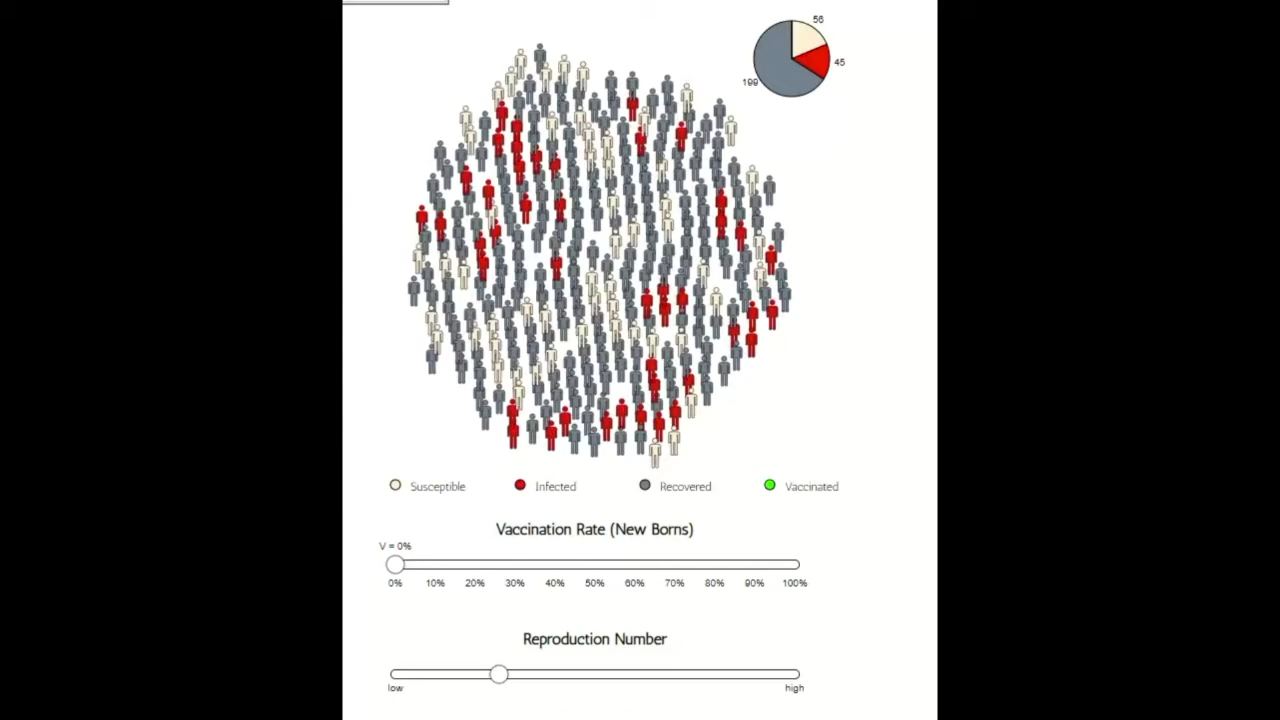 56
45
199
Susceptible
Infected
Recovered
Vaccinated
Vaccination Rate (New Borns)
V = 0%
0% 10% 20% 30% 40% 50% 60% 70% 80% 90% 100%
Reproduction Number
low
high